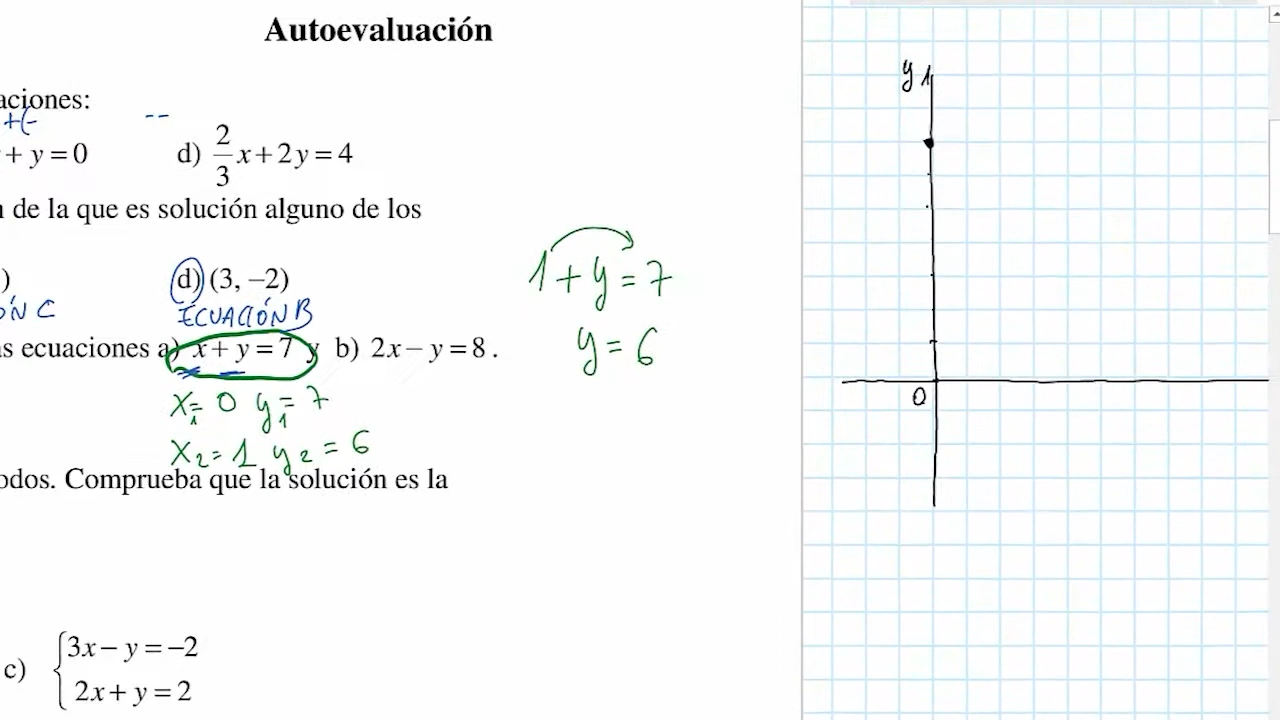 Autoevaluación
aciones:
+(- --
+ y = 0 d) 2/3 x + 2y = 4
n de la que es solución alguno de los
) d) (3, −2)
ÓN C ECUACIÓN B
as ecuaciones a) x + y = 7 y b) 2x − y = 8.
x₁ = 0 y₁ = 7
x₂ = 1 y₂ = 6
odos. Comprueba que la solución es la
c) { 3x − y = −2
2x + y = 2
1 + y = 7
y = 6
y
0